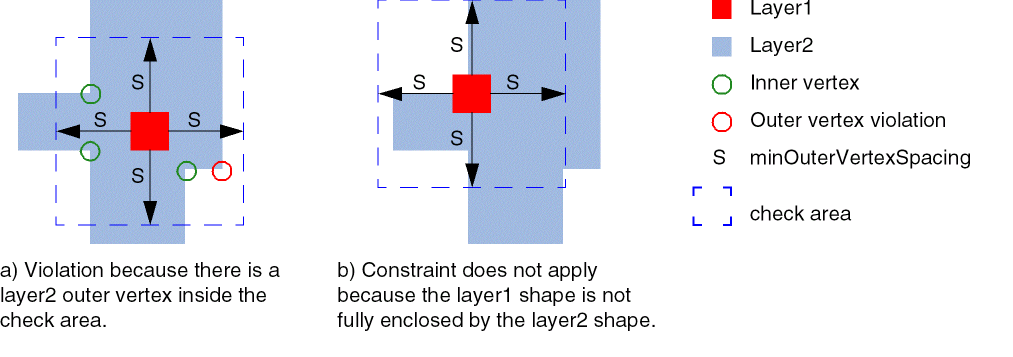 Layer1
Layer2
Inner vertex
Outer vertex violation
S minOuterVertexSpacing
check area
S
S
S
S
S
S
S
S
a) Violation because there is a
layer2 outer vertex inside the
check area.
b) Constraint does not apply
because the layer1 shape is not
fully enclosed by the layer2 shape.